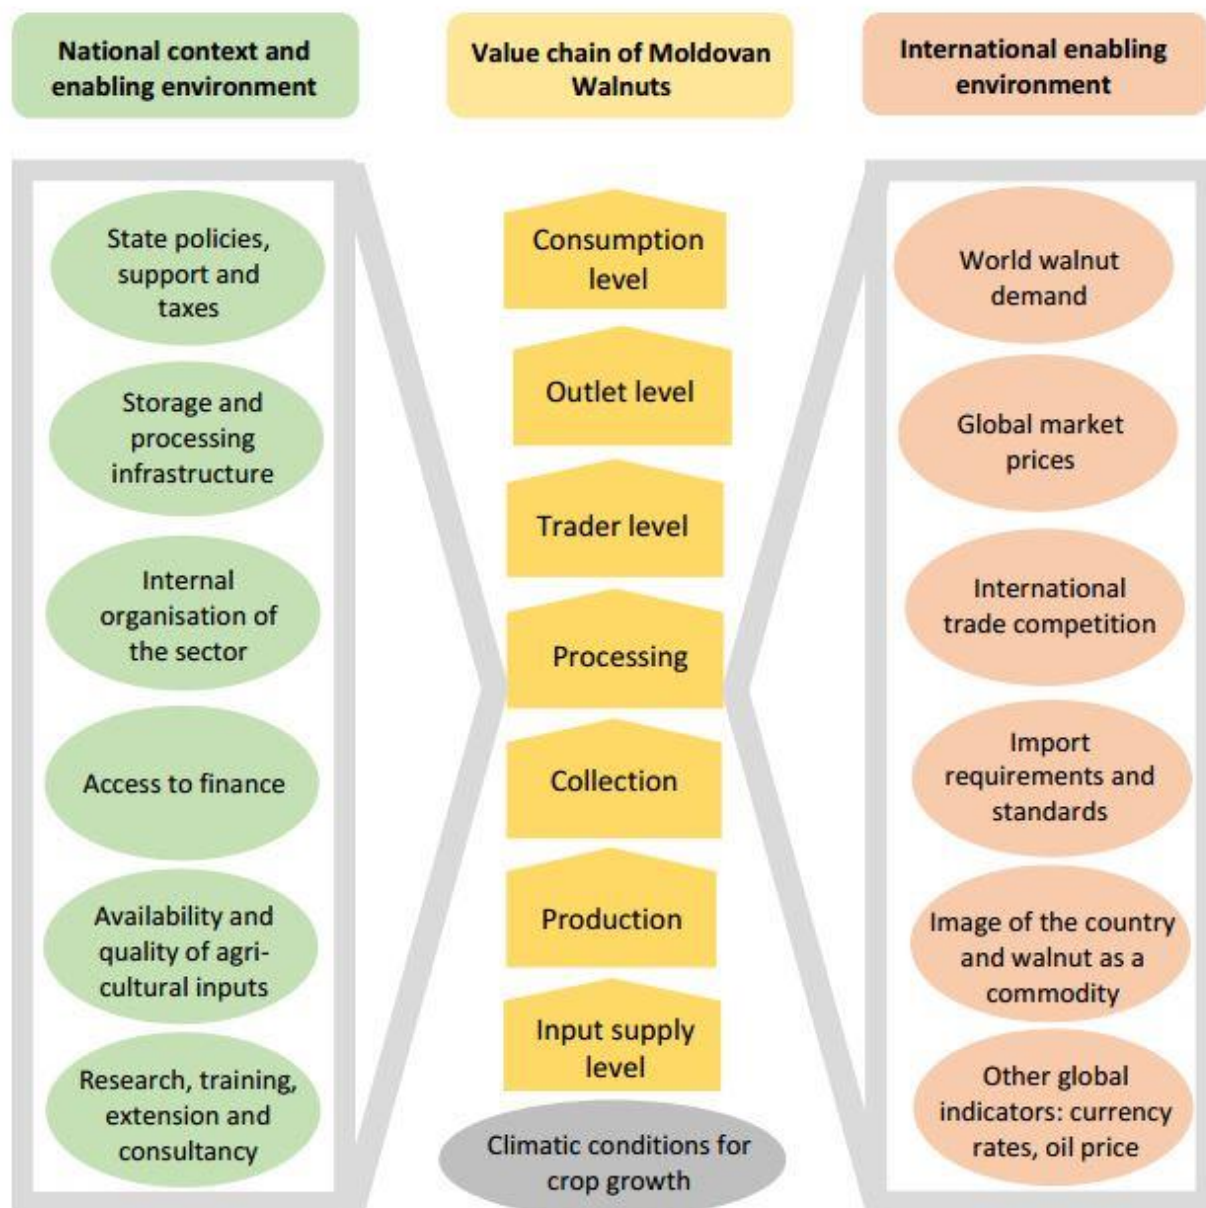 National context and
enabling environment
Value chain of Moldovan
Walnuts
International enabling
environment
State policies,
support and
taxes
Storage and
processing
infrastructure
Internal
organisation of
the sector
Access to finance
Availability and
quality of agri-
cultural inputs
Research, training,
extension and
consultancy
Consumption
level
Outlet level
Trader level
Processing
Collection
Production
Input supply
level
Climatic conditions for
crop growth
World walnut
demand
Global market
prices
International
trade competition
Import
requirements and
standards
Image of the country
and walnut as a
commodity
Other global
indicators: currency
rates, oil price